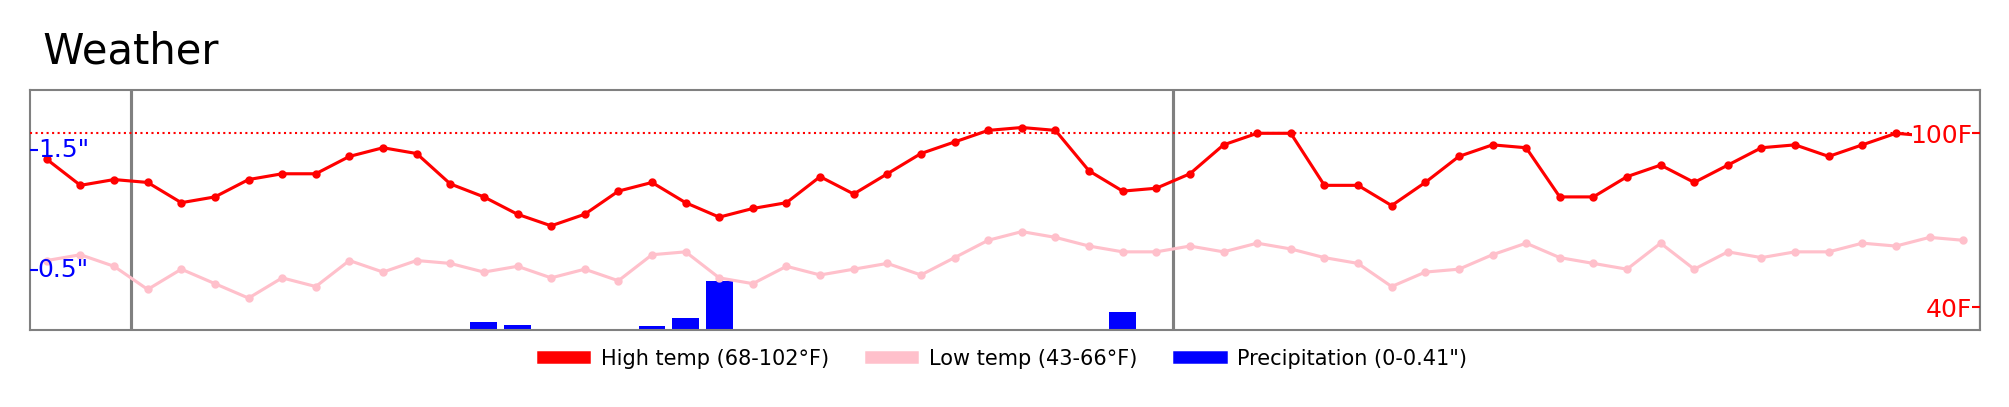 Weather
1.5"
100F
0.5"
40F
High temp (68-102°F)
Low temp (43-66°F)
Precipitation (0-0.41")